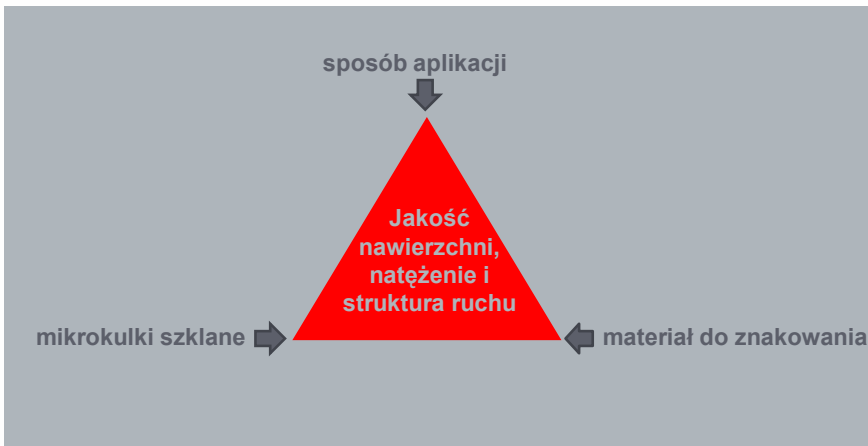 sposób aplikacji
Jakość
nawierzchni,
natężenie i
struktura ruchu
mikrokulki szklane
materiał do znakowania